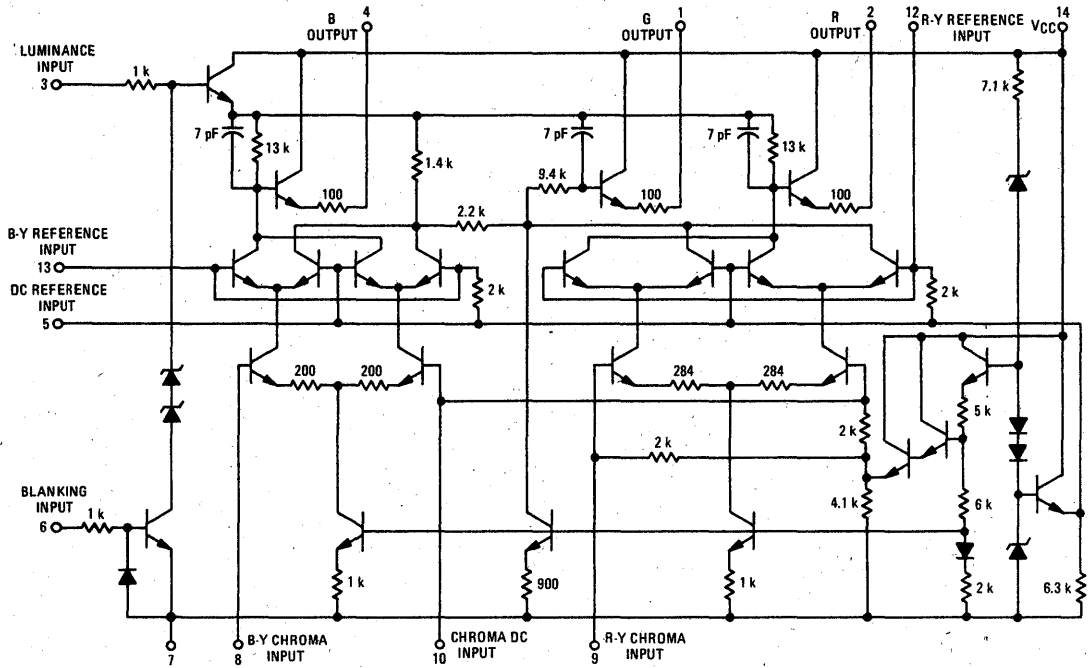 4 1 2 12 14
B OUTPUT
G OUTPUT
R OUTPUT
R-Y REFERENCE INPUT
VCC
LUMINANCE INPUT
3
1 k
7.1 k
7 pF
13 k
1.4 k
7 pF
7 pF
13 k
9.4 k
100
100
100
2.2 k
B-Y REFERENCE INPUT
13
DC REFERENCE INPUT
5
2 k
2 k
200
200
284
284
5 k
2 k
2 k
BLANKING INPUT
6
1 k
4.1 k
6 k
1 k
900
1 k
2 k
6.3 k
7
8
B-Y CHROMA INPUT
10
CHROMA DC INPUT
9
R-Y CHROMA INPUT